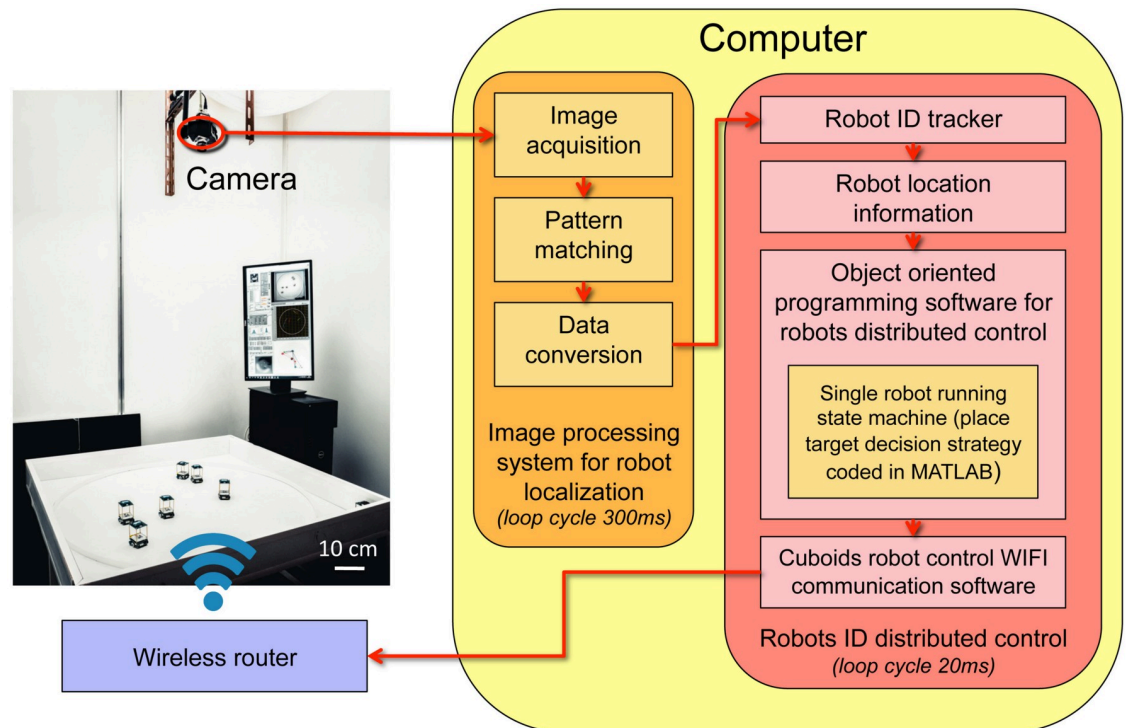 Computer
Camera
10 cm
Wireless router
Image
acquisition
Pattern
matching
Data
conversion
Image processing
system for robot
localization
(loop cycle 300ms)
Robot ID tracker
Robot location
information
Object oriented
programming software for
robots distributed control
Single robot running
state machine (place
target decision strategy
coded in MATLAB)
Cuboids robot control WIFI
communication software
Robots ID distributed control
(loop cycle 20ms)